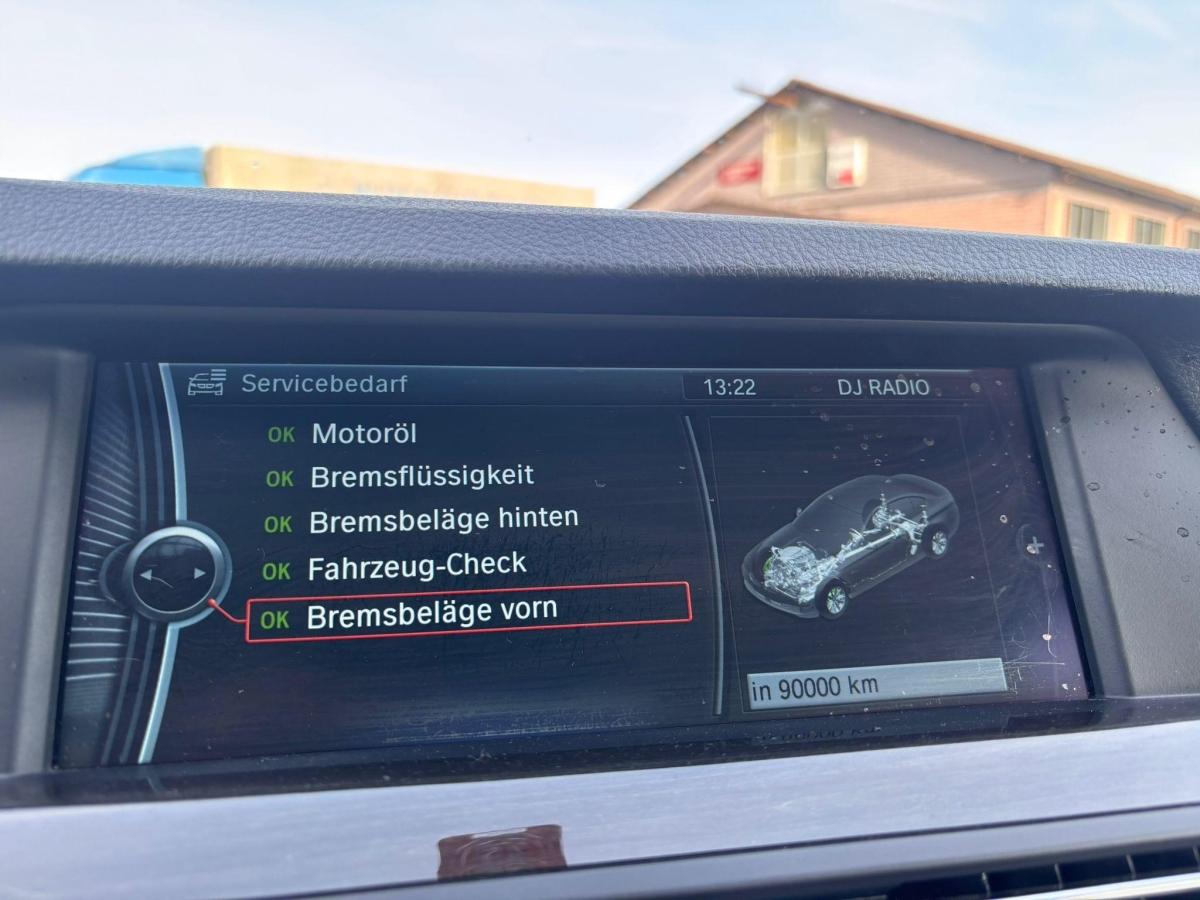 Servicebedarf
13:22
DJ RADIO
OK Motoröl
OK Bremsflüssigkeit
OK Bremsbeläge hinten
OK Fahrzeug-Check
OK Bremsbeläge vorn
in 90000 km